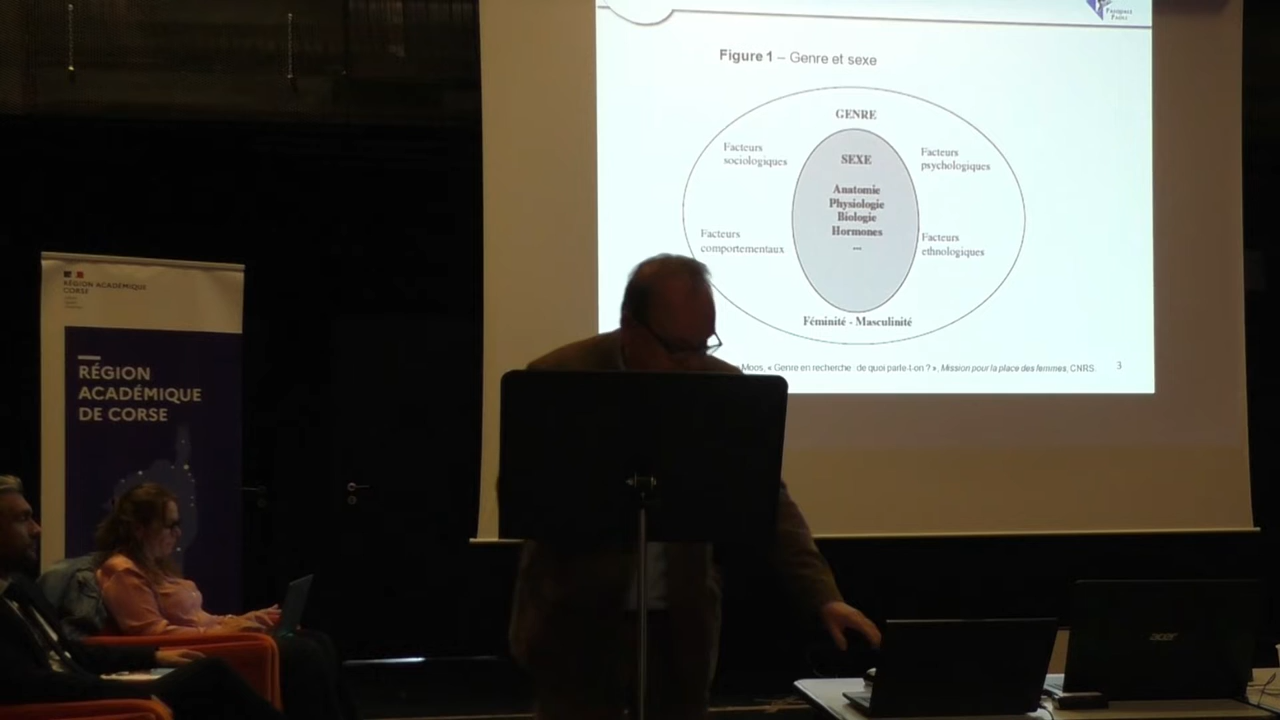 Figure 1 – Genre et sexe
GENRE
Facteurs
sociologiques
SEXE
Facteurs
psychologiques
Anatomie
Physiologie
Biologie
Hormones
...
Facteurs
comportementaux
Facteurs
ethnologiques
Féminité - Masculinité
Moos, « Genre en recherche de quoi parle-t-on ? », Mission pour la place des femmes, CNRS.
3
RÉGION ACADÉMIQUE
CORSE
RÉGION
ACADÉMIQUE
DE CORSE
acer